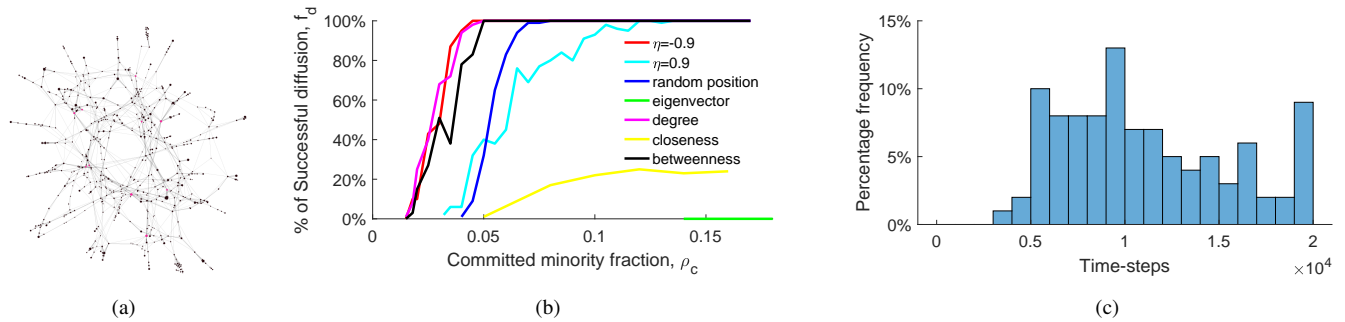 % of Successful diffusion, f_d
100%
80%
60%
40%
20%
0%
0
0.05
0.1
0.15
Committed minority fraction, ρ_c
η=-0.9
η=0.9
random position
eigenvector
degree
closeness
betweenness
Percentage frequency
15%
10%
5%
0%
0
0.5
1
1.5
2
×10⁴
Time-steps
(a)
(b)
(c)